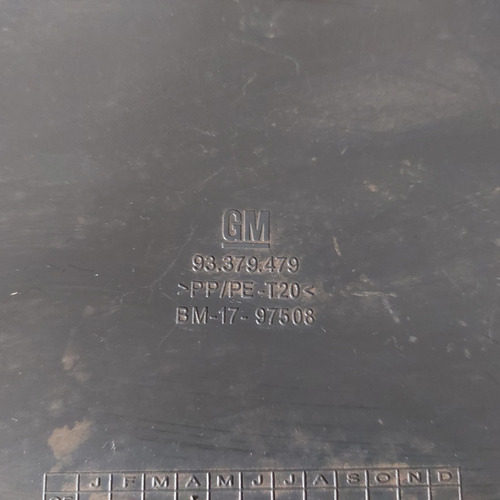 GM
93.379.479
>PP/PE-T20<
BM-17-97508
J F M A M J J A S O N D